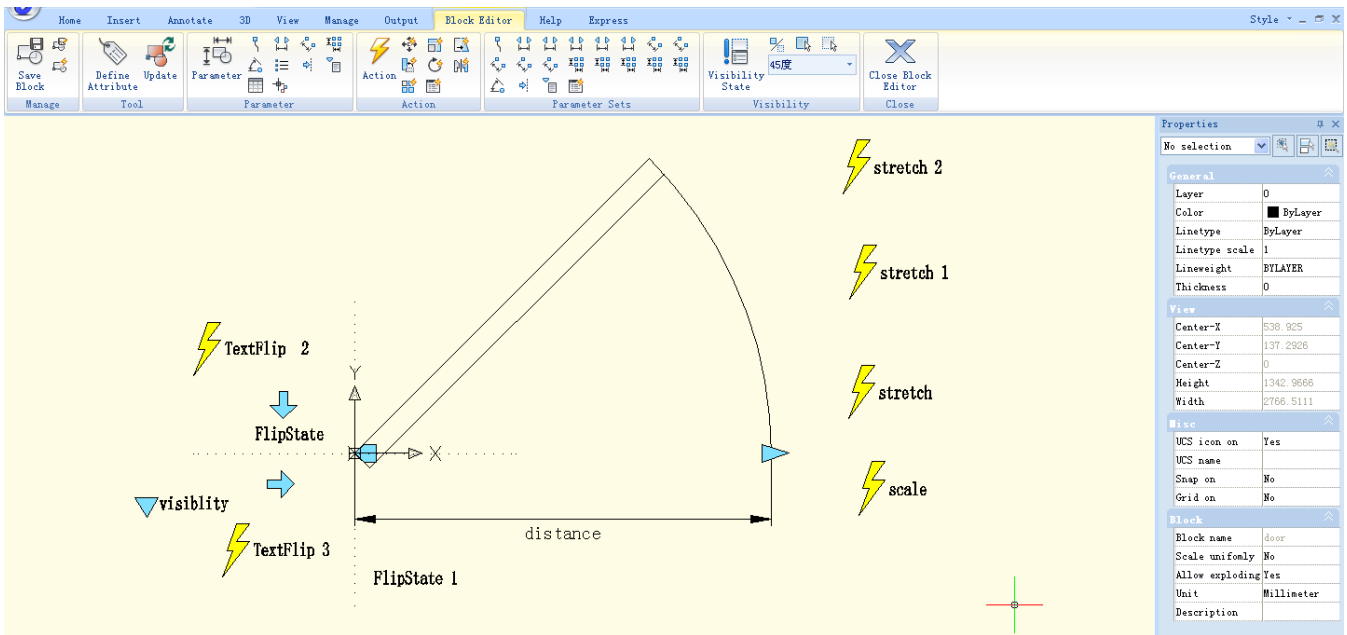 Home Insert Annotate 3D View Manage Output Block Editor Help Express Style
Save Block
Define Attribute
Update
Parameter
Action
Visibility State
45度
Close Block Editor
Manage Tool Parameter Action Parameter Sets Visibility Close
stretch 2
stretch 1
TextFlip 2
Y
stretch
FlipState
X
scale
visiblity
distance
TextFlip 3
FlipState 1
Properties
No selection
General
Layer 0
Color ByLayer
Linetype ByLayer
Linetype scale 1
Lineweight BYLAYER
Thickness 0
View
Center-X 538.925
Center-Y 137.2926
Center-Z 0
Height 1342.9666
Width 2766.5111
Misc
UCS icon on Yes
UCS name
Snap on No
Grid on No
Block
Block name door
Scale unifomly No
Allow exploding Yes
Unit Millimeter
Description